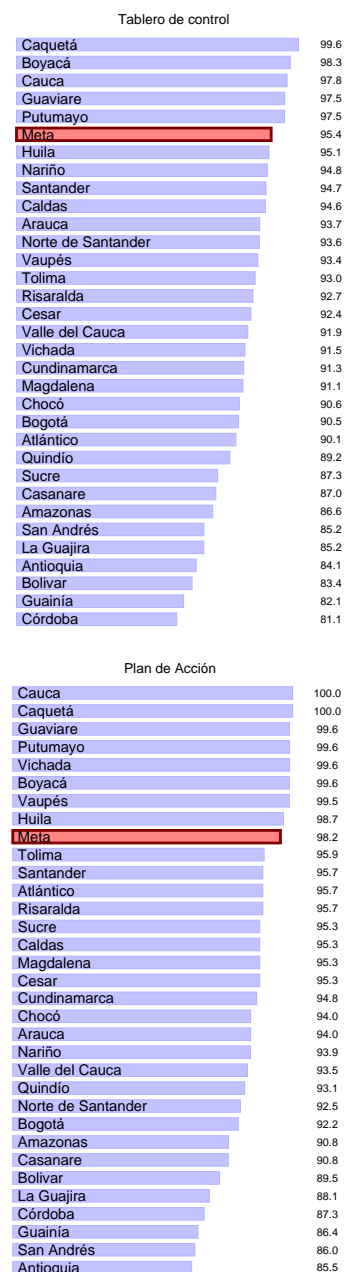 Tablero de control
Caquetá 99.6
Boyacá 98.3
Cauca 97.8
Guaviare 97.5
Putumayo 97.5
Meta 95.4
Huila 95.1
Nariño 94.8
Santander 94.7
Caldas 94.6
Arauca 93.7
Norte de Santander 93.6
Vaupés 93.4
Tolima 93.0
Risaralda 92.7
Cesar 92.4
Valle del Cauca 91.9
Vichada 91.5
Cundinamarca 91.3
Magdalena 91.1
Chocó 90.6
Bogotá 90.5
Atlántico 90.1
Quindío 89.2
Sucre 87.3
Casanare 87.0
Amazonas 86.6
San Andrés 85.2
La Guajira 85.2
Antioquia 84.1
Bolivar 83.4
Guainía 82.1
Córdoba 81.1
Plan de Acción
Cauca 100.0
Caquetá 100.0
Guaviare 99.6
Putumayo 99.6
Vichada 99.6
Boyacá 99.6
Vaupés 99.5
Huila 98.7
Meta 98.2
Tolima 95.9
Santander 95.7
Atlántico 95.7
Risaralda 95.7
Sucre 95.3
Caldas 95.3
Magdalena 95.3
Cesar 95.3
Cundinamarca 94.8
Chocó 94.0
Arauca 94.0
Nariño 93.9
Valle del Cauca 93.5
Quindío 93.1
Norte de Santander 92.5
Bogotá 92.2
Amazonas 90.8
Casanare 90.8
Bolivar 89.5
La Guajira 88.1
Córdoba 87.3
Guainía 86.4
San Andrés 86.0
Antioquia 85.5